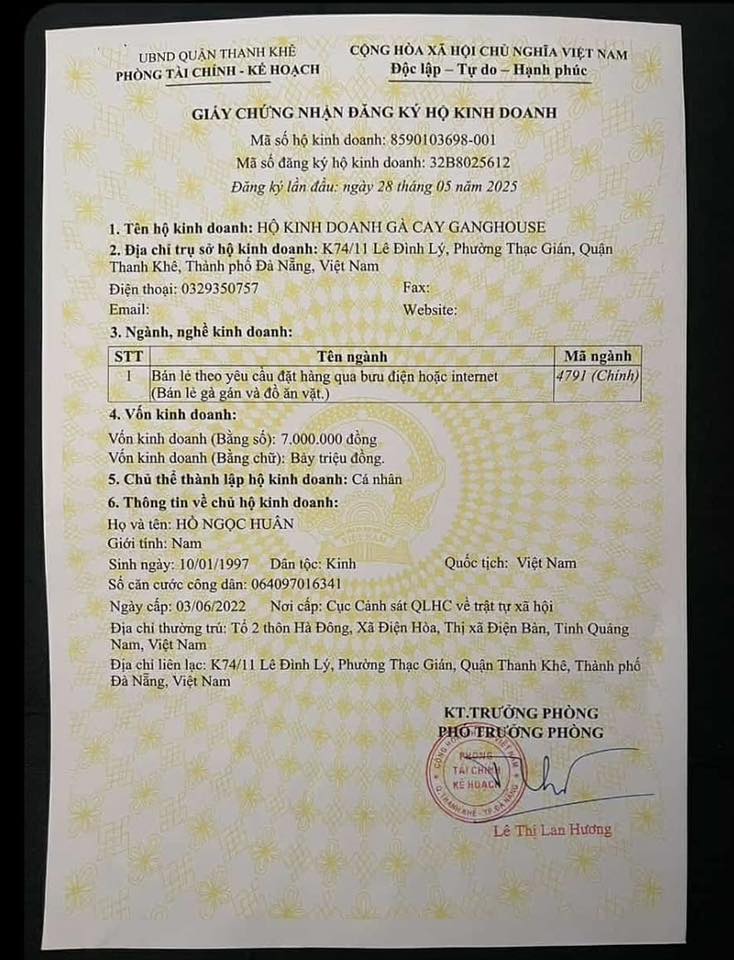 UBND QUẬN THANH KHÊ
PHÒNG TÀI CHÍNH - KẾ HOẠCH
CỘNG HÒA XÃ HỘI CHỦ NGHĨA VIỆT NAM
Độc lập – Tự do – Hạnh phúc
GIẤY CHỨNG NHẬN ĐĂNG KÝ HỘ KINH DOANH
Mã số hộ kinh doanh: 8590103698-001
Mã số đăng ký hộ kinh doanh: 32B8025612
Đăng ký lần đầu: ngày 28 tháng 05 năm 2025
1. Tên hộ kinh doanh: HỘ KINH DOANH GÀ CAY GANGHOUSE
2. Địa chỉ trụ sở hộ kinh doanh: K74/11 Lê Đình Lý, Phường Thạc Gián, Quận
Thanh Khê, Thành phố Đà Nẵng, Việt Nam
Điện thoại: 0329350757 Fax:
Email: Website:
3. Ngành, nghề kinh doanh:
STT Tên ngành Mã ngành
1 Bán lẻ theo yêu cầu đặt hàng qua bưu điện hoặc internet 4791 (Chính)
(Bán lẻ gà gán và đồ ăn vặt.)
4. Vốn kinh doanh:
Vốn kinh doanh (Bằng số): 7.000.000 đồng
Vốn kinh doanh (Bằng chữ): Bảy triệu đồng.
5. Chủ thể thành lập hộ kinh doanh: Cá nhân
6. Thông tin về chủ hộ kinh doanh:
Họ và tên: HỒ NGỌC HUÂN
Giới tính: Nam
Sinh ngày: 10/01/1997 Dân tộc: Kinh Quốc tịch: Việt Nam
Số căn cước công dân: 064097016341
Ngày cấp: 03/06/2022 Nơi cấp: Cục Cảnh sát QLHC về trật tự xã hội
Địa chỉ thường trú: Tổ 2 thôn Hà Đông, Xã Điện Hòa, Thị xã Điện Bàn, Tỉnh Quảng
Nam, Việt Nam
Địa chỉ liên lạc: K74/11 Lê Đình Lý, Phường Thạc Gián, Quận Thanh Khê, Thành phố
Đà Nẵng, Việt Nam
KT.TRƯỞNG PHÒNG
PHÓ TRƯỞNG PHÒNG
PHÒNG
TÀI CHÍNH
KẾ HOẠCH
Q.THANH KHÊ - TP.ĐÀ NẴNG
Lê Thị Lan Hương
VIỆT NAM